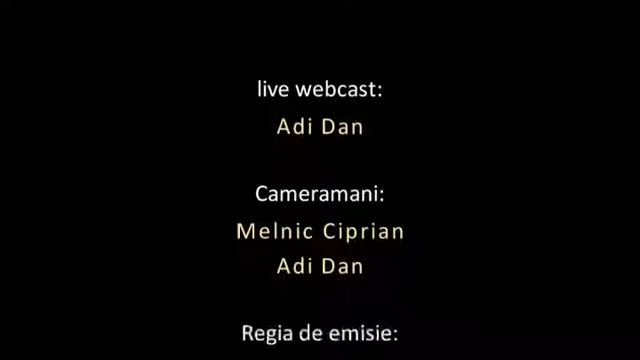 live webcast:
Adi Dan
Cameramani:
Melnic Ciprian
Adi Dan
Regia de emisie: